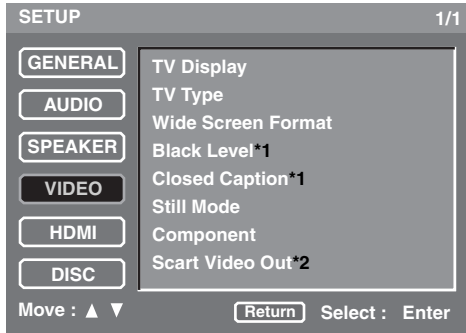 SETUP 1/1
GENERAL
AUDIO
SPEAKER
VIDEO
HDMI
DISC
TV Display
TV Type
Wide Screen Format
Black Level*1
Closed Caption*1
Still Mode
Component
Scart Video Out*2
Move : ▲ ▼ Return Select : Enter